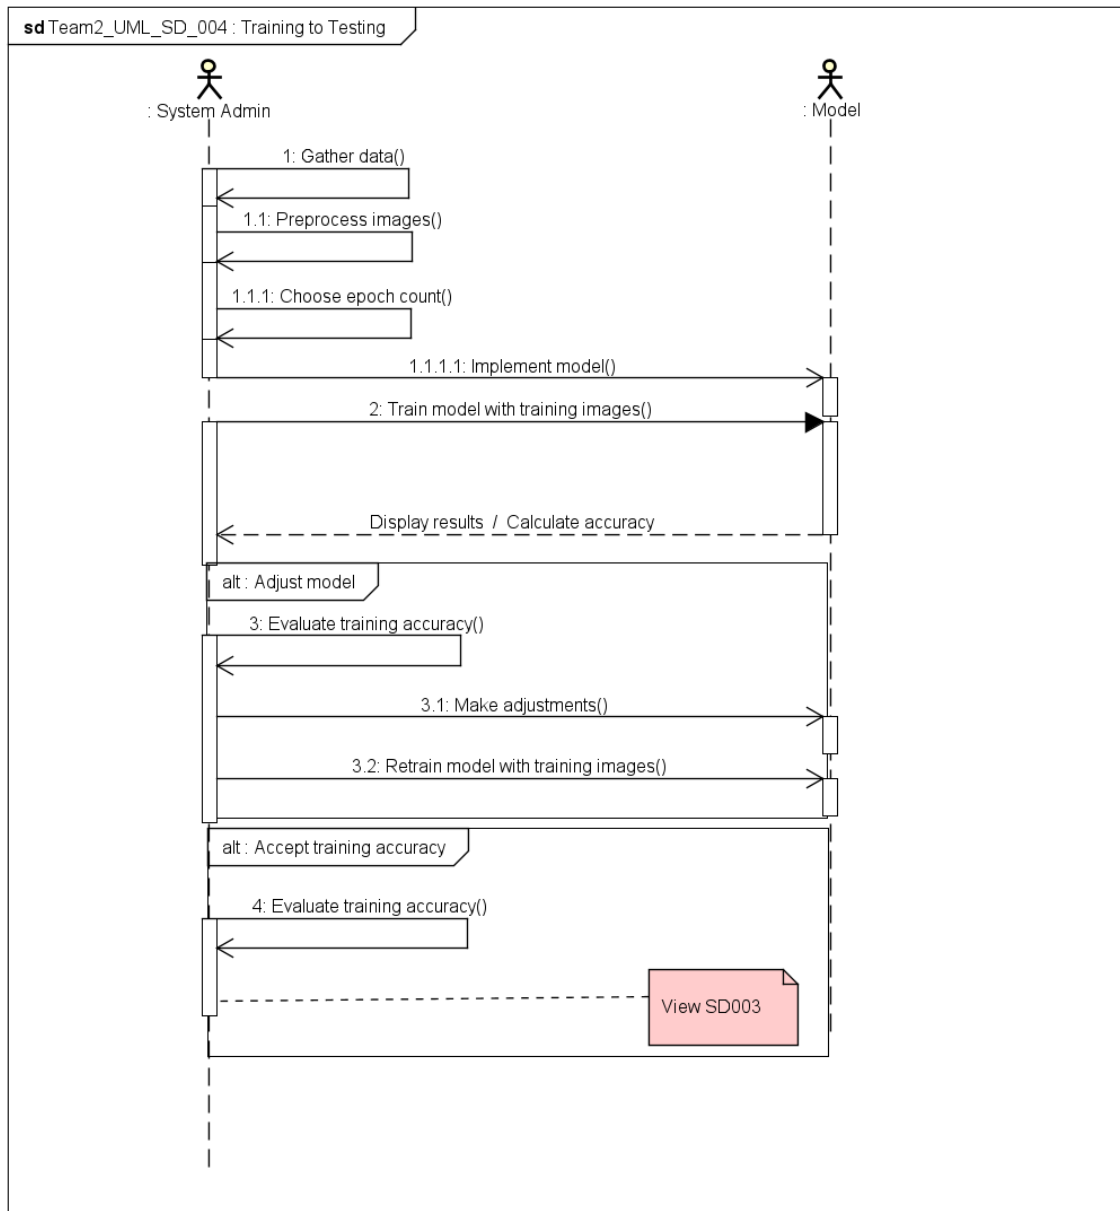 sd Team2_UML_SD_004 : Training to Testing
: System Admin
: Model
1: Gather data()
1.1: Preprocess images()
1.1.1: Choose epoch count()
1.1.1.1: Implement model()
2: Train model with training images()
Display results / Calculate accuracy
alt : Adjust model
3: Evaluate training accuracy()
3.1: Make adjustments()
3.2: Retrain model with training images()
alt : Accept training accuracy
4: Evaluate training accuracy()
View SD003